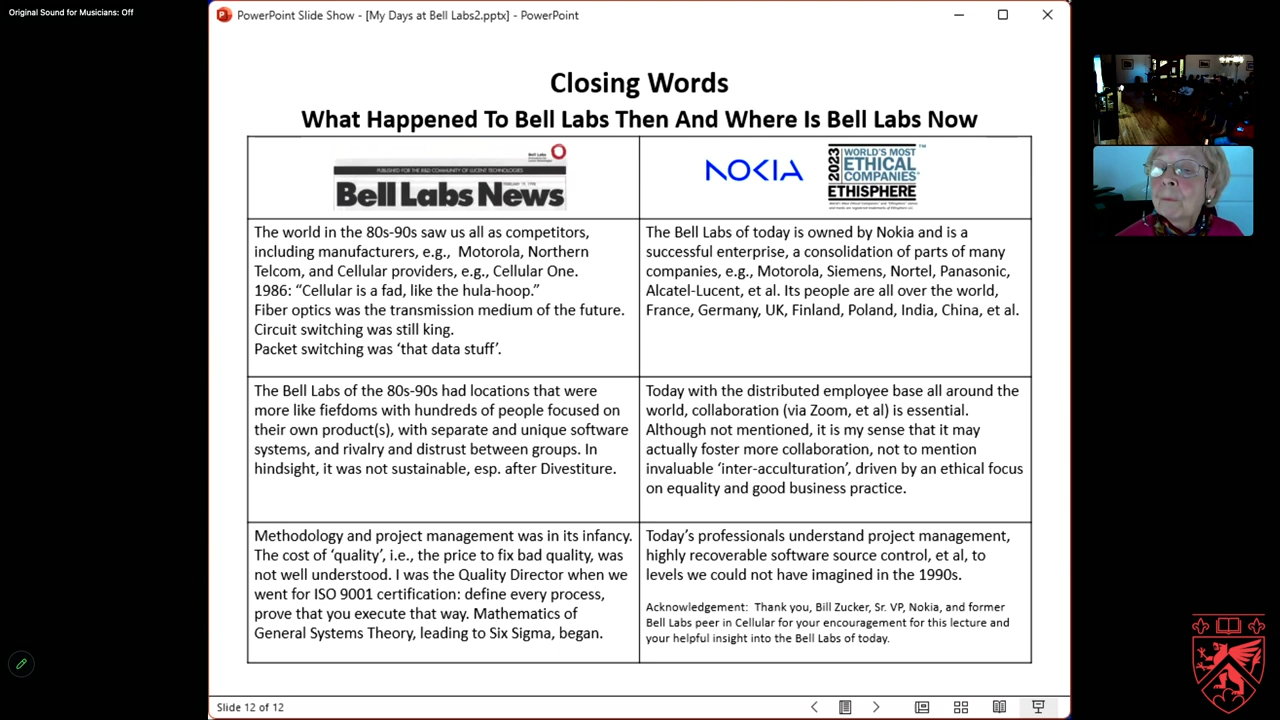 Original Sound for Musicians: Off
PowerPoint Slide Show - [My Days at Bell Labs2.pptx] - PowerPoint
Closing Words
What Happened To Bell Labs Then And Where Is Bell Labs Now
Bell Labs
PUBLISHED FOR THE R&D COMMUNITY OF LUCENT TECHNOLOGIES
Bell Labs News
NOKIA
2023 WORLD'S MOST
ETHICAL
COMPANIES
ETHISPHERE
TM
The world in the 80s-90s saw us all as competitors,
including manufacturers, e.g.,  Motorola, Northern
Telcom, and Cellular providers, e.g., Cellular One.
1986: “Cellular is a fad, like the hula-hoop.”
Fiber optics was the transmission medium of the future.
Circuit switching was still king.
Packet switching was ‘that data stuff’.
The Bell Labs of today is owned by Nokia and is a
successful enterprise, a consolidation of parts of many
companies, e.g., Motorola, Siemens, Nortel, Panasonic,
Alcatel-Lucent, et al. Its people are all over the world,
France, Germany, UK, Finland, Poland, India, China, et al.
The Bell Labs of the 80s-90s had locations that were
more like fiefdoms with hundreds of people focused on
their own product(s), with separate and unique software
systems, and rivalry and distrust between groups. In
hindsight, it was not sustainable, esp. after Divestiture.
Today with the distributed employee base all around the
world, collaboration (via Zoom, et al) is essential.
Although not mentioned, it is my sense that it may
actually foster more collaboration, not to mention
invaluable ‘inter-acculturation’, driven by an ethical focus
on equality and good business practice.
Methodology and project management was in its infancy.
The cost of ‘quality’, i.e., the price to fix bad quality, was
not well understood. I was the Quality Director when we
went for ISO 9001 certification: define every process,
prove that you execute that way. Mathematics of
General Systems Theory, leading to Six Sigma, began.
Today’s professionals understand project management,
highly recoverable software source control, et al, to
levels we could not have imagined in the 1990s.
Acknowledgement:  Thank you, Bill Zucker, Sr. VP, Nokia, and former
Bell Labs peer in Cellular for your encouragement for this lecture and
your helpful insight into the Bell Labs of today.
Slide 12 of 12